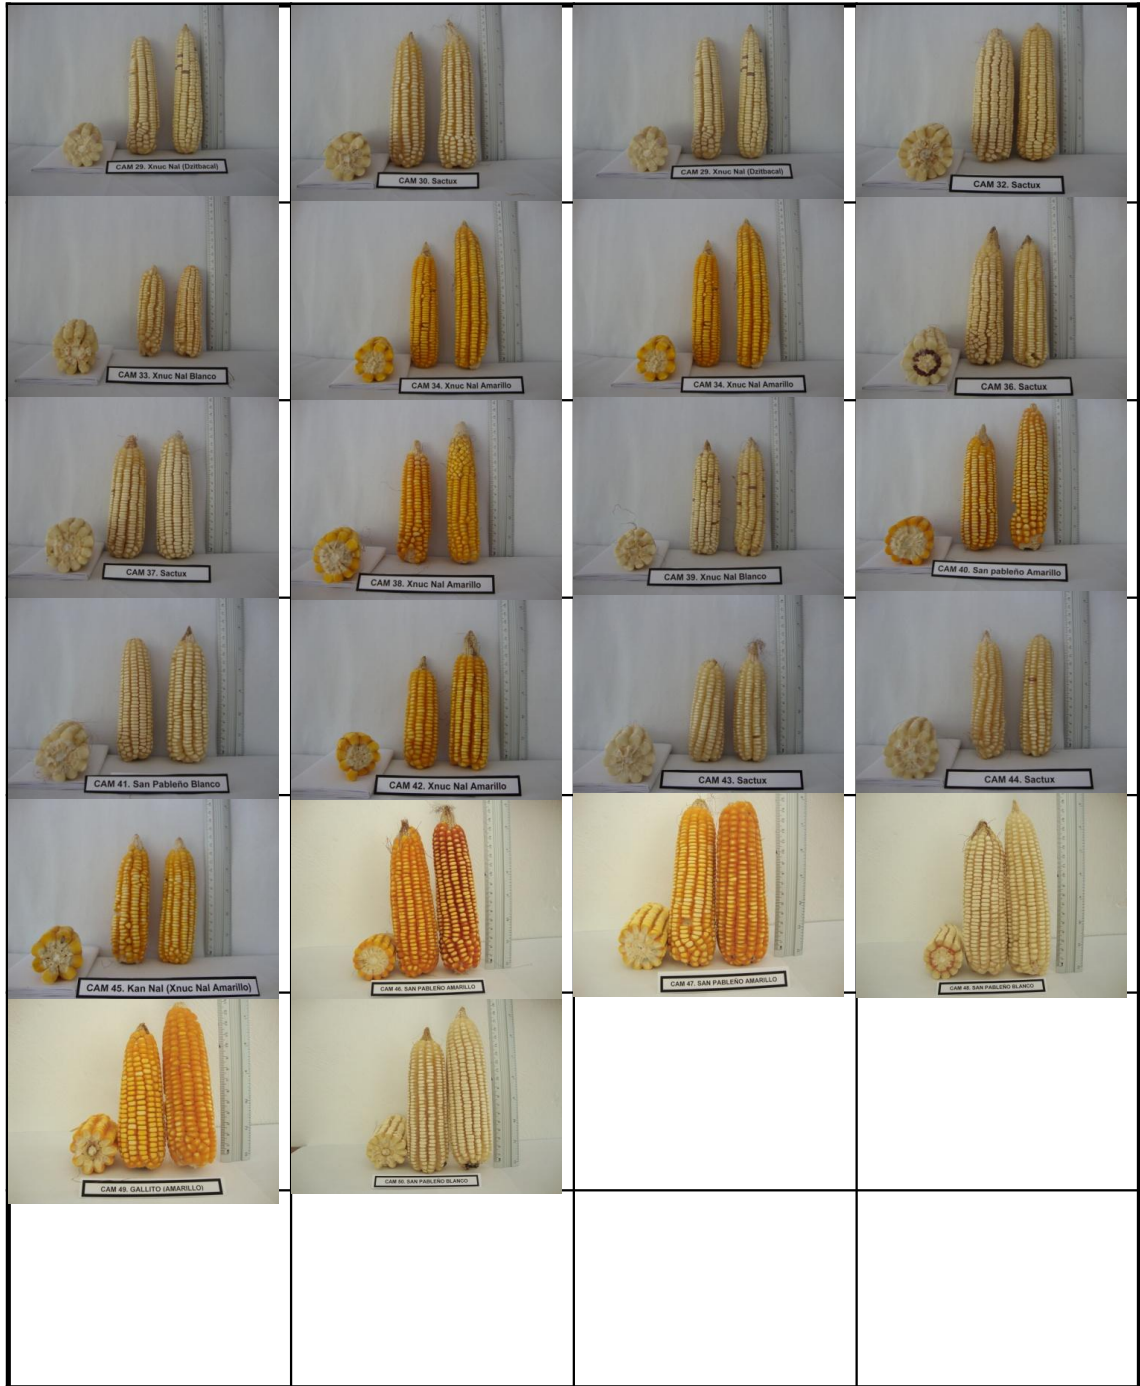 CAM 29. Xnuc Nal (Dzitbacal)
CAM 30. Sactux
CAM 29. Xnuc Nal (Dzitbacal)
CAM 32. Sactux
CAM 33. Xnuc Nal Blanco
CAM 34. Xnuc Nal Amarillo
CAM 34. Xnuc Nal Amarillo
CAM 36. Sactux
CAM 37. Sactux
CAM 38. Xnuc Nal Amarillo
CAM 39. Xnuc Nal Blanco
CAM 40. San pableño Amarillo
CAM 41. San Pableño Blanco
CAM 42. Xnuc Nal Amarillo
CAM 43. Sactux
CAM 44. Sactux
CAM 45. Kan Nal (Xnuc Nal Amarillo)
CAM 46. SAN PABLEÑO AMARILLO
CAM 47. SAN PABLEÑO AMARILLO
CAM 48. SAN PABLEÑO BLANCO
CAM 49. GALLITO (AMARILLO)
CAM 50. SAN PABLEÑO BLANCO